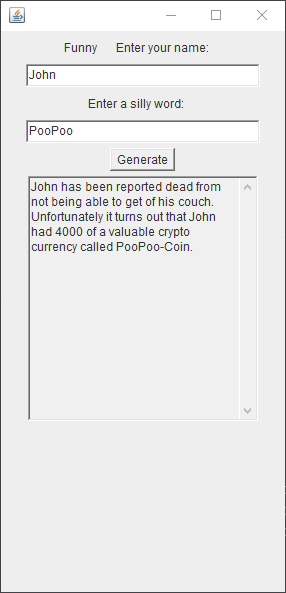 Funny Enter your name:
John
Enter a silly word:
PooPoo
Generate
John has been reported dead from
not being able to get of his couch.
Unfortunately it turns out that John
had 4000 of a valuable crypto
currency called PooPoo-Coin.